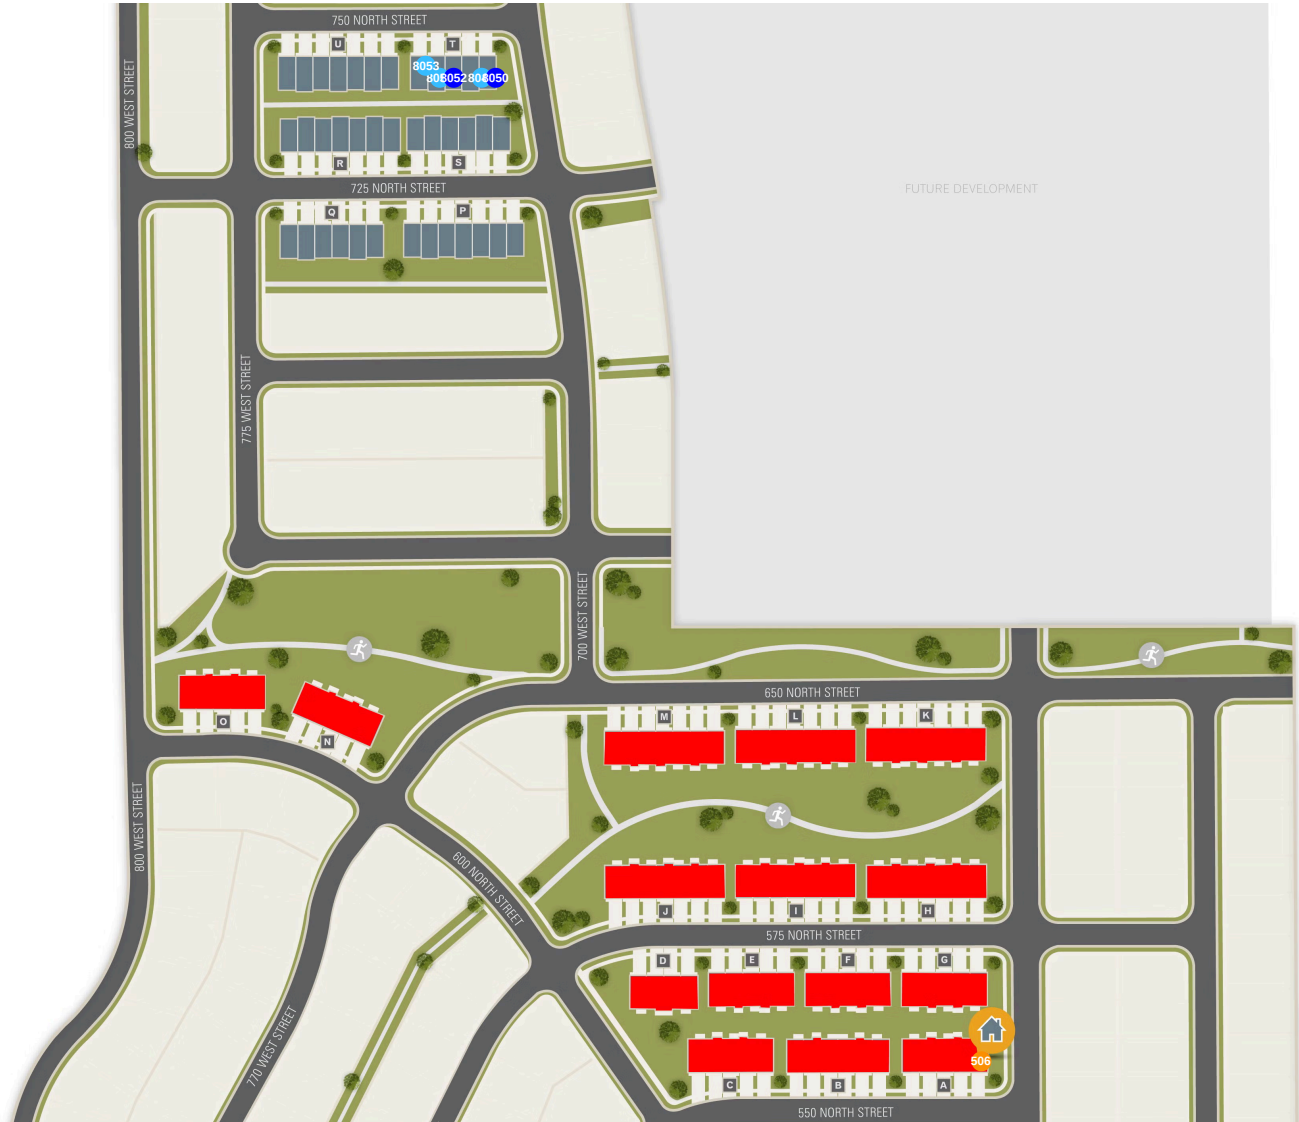 750 NORTH STREET
U
T
8053
8052
8050
800 WEST STREET
R
S
725 NORTH STREET
Q
P
FUTURE DEVELOPMENT
775 WEST STREET
700 WEST STREET
650 NORTH STREET
O
N
M
L
K
800 WEST STREET
600 NORTH STREET
J
I
H
575 NORTH STREET
D
E
F
G
770 WEST STREET
506
C
B
A
550 NORTH STREET